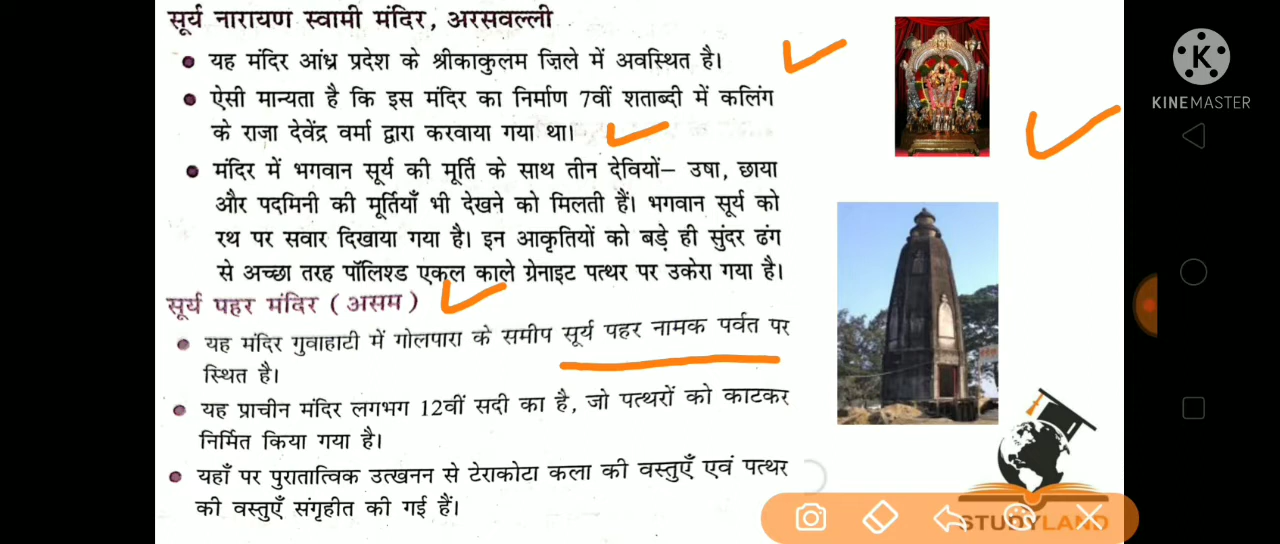 सूर्य नारायण स्वामी मंदिर, अरसवल्ली
यह मंदिर आंध्र प्रदेश के श्रीकाकुलम जिले में अवस्थित है।
ऐसी मान्यता है कि इस मंदिर का निर्माण 7वीं शताब्दी में कलिंग
के राजा देवेंद्र वर्मा द्वारा करवाया गया था।
मंदिर में भगवान सूर्य की मूर्ति के साथ तीन देवियों– उषा, छाया
और पदमिनी की मूर्तियाँ भी देखने को मिलती हैं। भगवान सूर्य को
रथ पर सवार दिखाया गया है। इन आकृतियों को बड़े ही सुंदर ढंग
से अच्छा तरह पॉलिश्ड एकल काले ग्रेनाइट पत्थर पर उकेरा गया है।
सूर्य पहर मंदिर (असम)
यह मंदिर गुवाहाटी में गोलपारा के समीप सूर्य पहर नामक पर्वत पर
स्थित है।
यह प्राचीन मंदिर लगभग 12वीं सदी का है, जो पत्थरों को काटकर
निर्मित किया गया है।
यहाँ पर पुरातात्विक उत्खनन से टेराकोटा कला की वस्तुएँ एवं पत्थर
की वस्तुएँ संगृहीत की गई हैं।
K
KINEMASTER
STUDYLAND